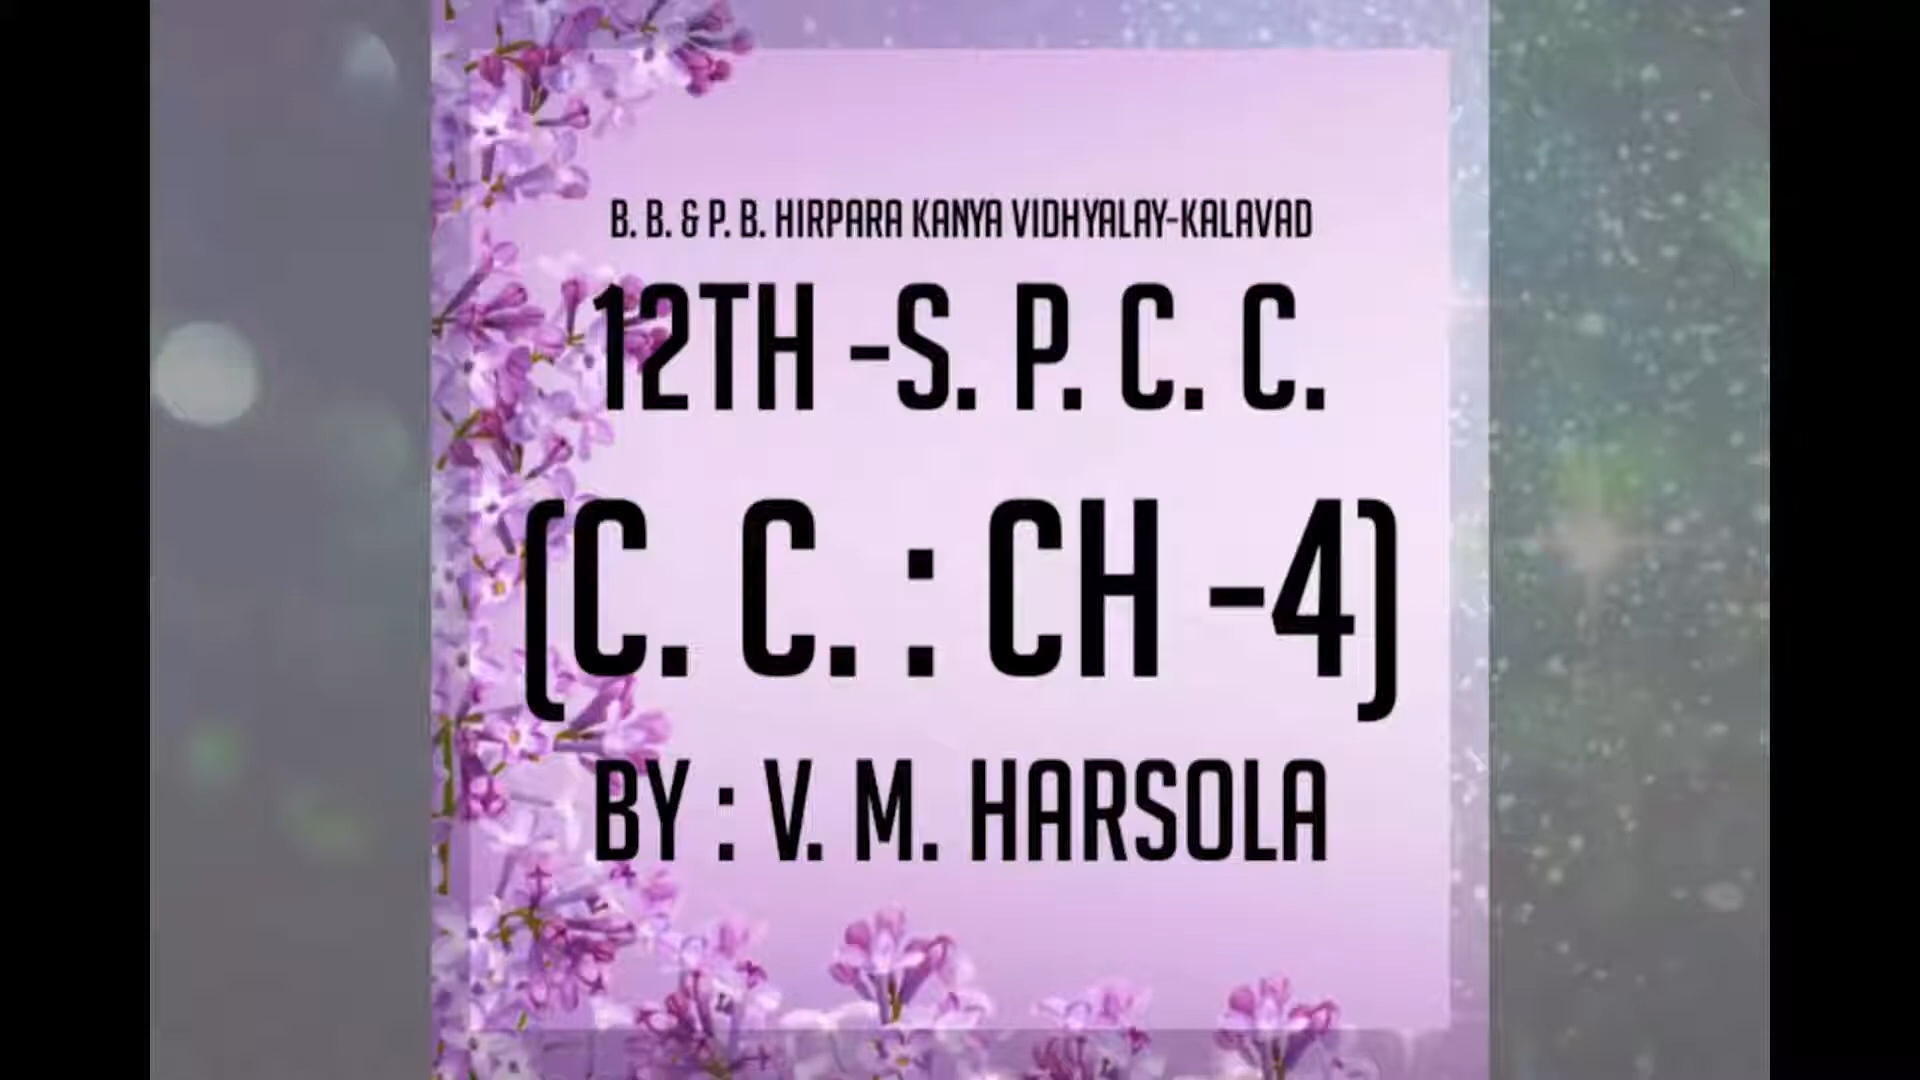 B. B. & P. B. HIRPARA KANYA VIDHYALAY-KALAVAD
12TH -S. P. C. C.
(C. C. : CH -4)
BY : V. M. HARSOLA